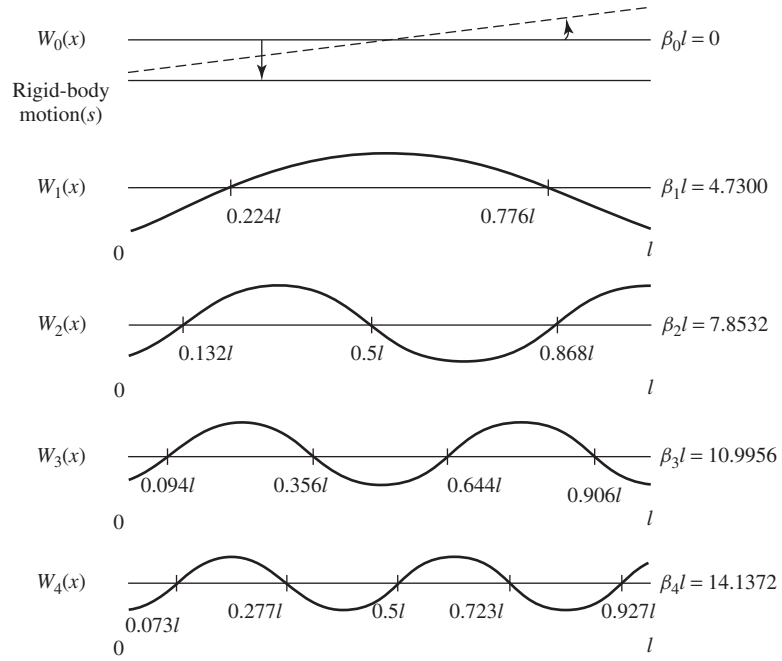 W₀(x) β₀l = 0
Rigid-body
motion(s)
W₁(x) β₁l = 4.7300
0.224l 0.776l
0 l
W₂(x) β₂l = 7.8532
0.132l 0.5l 0.868l
0 l
W₃(x) β₃l = 10.9956
0.094l 0.356l 0.644l 0.906l
0 l
W₄(x) β₄l = 14.1372
0.073l 0.277l 0.5l 0.723l 0.927l
0 l